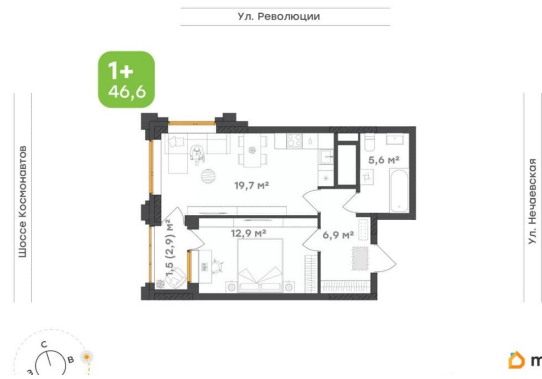 Ул. Революции
1+
46,6
Шоссе Космонавтов
Ул. Нечаевская
5,6 м²
19,7 м²
12,9 м²
6,9 м²
1,5 (2,9) м²
С
В
З
m